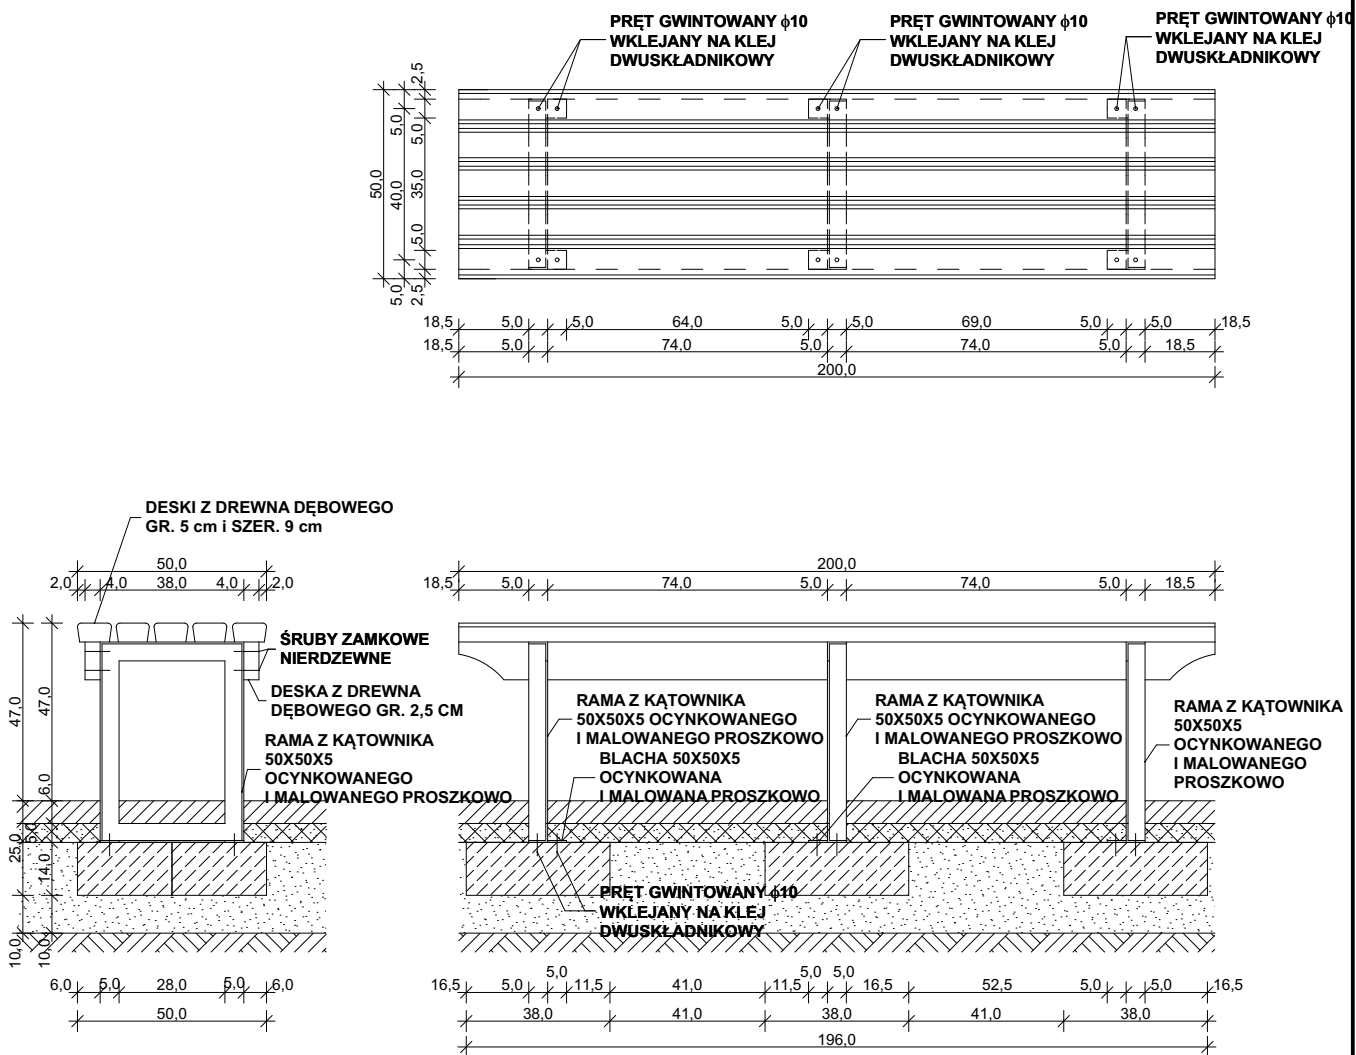 PRĘT GWINTOWANY ϕ10
WKLEJANY NA KLEJ
DWUSKŁADNIKOWY
PRĘT GWINTOWANY ϕ10
WKLEJANY NA KLEJ
DWUSKŁADNIKOWY
PRĘT GWINTOWANY ϕ10
WKLEJANY NA KLEJ
DWUSKŁADNIKOWY
2,5
5,0
5,0
50,0
40,0
35,0
5,0
5,0
2,5
18,5 5,0 5,0 64,0 5,0 5,0 69,0 5,0 5,0 18,5
18,5 5,0 74,0 5,0 74,0 5,0 18,5
200,0
DESKI Z DREWNA DĘBOWEGO
GR. 5 cm i SZER. 9 cm
50,0
2,0 4,0 38,0 4,0 2,0
200,0
18,5 5,0 74,0 5,0 74,0 5,0 18,5
ŚRUBY ZAMKOWE
NIERDZEWNE
DESKA Z DREWNA
DĘBOWEGO GR. 2,5 CM
RAMA Z KĄTOWNIKA
50X50X5
OCYNKOWANEGO
I MALOWANEGO PROSZKOWO
RAMA Z KĄTOWNIKA
50X50X5 OCYNKOWANEGO
I MALOWANEGO PROSZKOWO
BLACHA 50X50X5
OCYNKOWANA
I MALOWANA PROSZKOWO
RAMA Z KĄTOWNIKA
50X50X5 OCYNKOWANEGO
I MALOWANEGO PROSZKOWO
BLACHA 50X50X5
OCYNKOWANA
I MALOWANA PROSZKOWO
RAMA Z KĄTOWNIKA
50X50X5
OCYNKOWANEGO
I MALOWANEGO
PROSZKOWO
47,0
47,0
6,0
25,0
5,0
14,0
10,0
10,0
PRĘT GWINTOWANY ϕ10
WKLEJANY NA KLEJ
DWUSKŁADNIKOWY
6,0 5,0 28,0 5,0 6,0
50,0
16,5 5,0 5,0 11,5 41,0 11,5 5,0 5,0 16,5 52,5 5,0 5,0 16,5
38,0 41,0 38,0 41,0 38,0
196,0